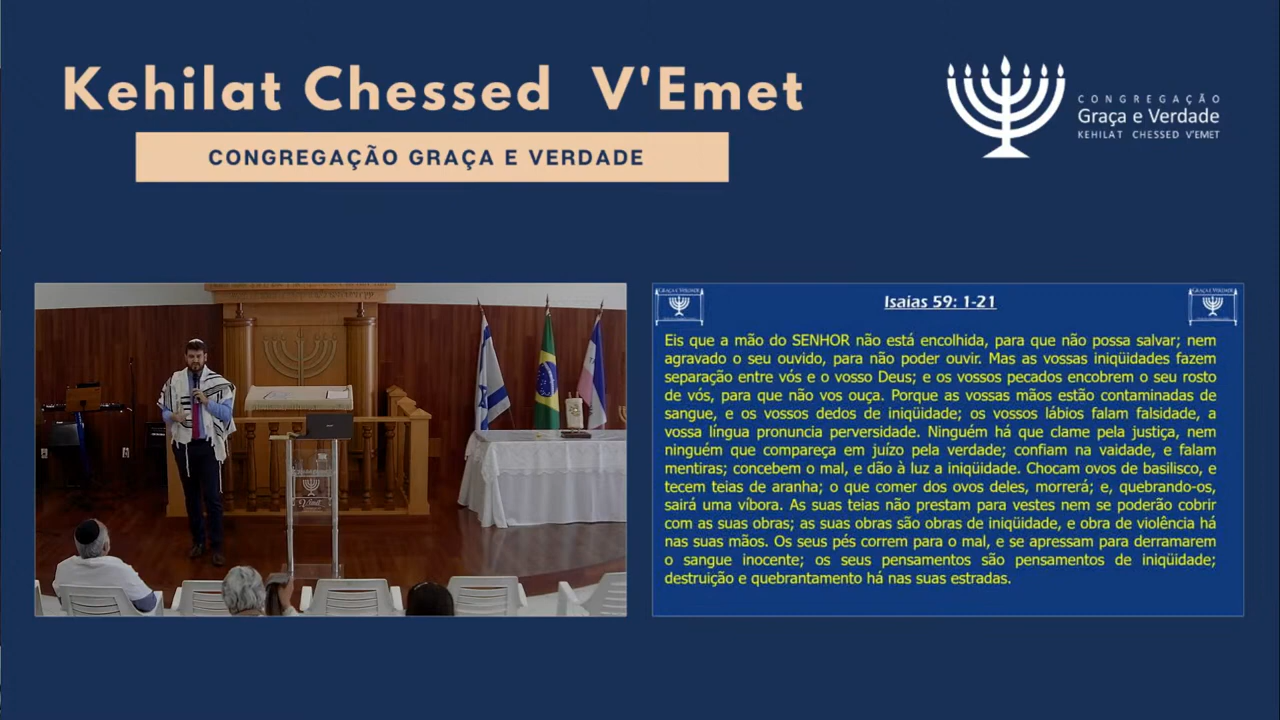 Kehilat Chessed V'Emet
CONGREGAÇÃO GRAÇA E VERDADE
CONGREGAÇÃO
Graça e Verdade
KEHILAT CHESSED V'EMET
GRAÇA E VERDADE
Isaias 59: 1-21
GRAÇA E VERDADE
Eis que a mão do SENHOR não está encolhida, para que não possa salvar; nem
agravado o seu ouvido, para não poder ouvir. Mas as vossas iniqüidades fazem
separação entre vós e o vosso Deus; e os vossos pecados encobrem o seu rosto
de vós, para que não vos ouça. Porque as vossas mãos estão contaminadas de
sangue, e os vossos dedos de iniqüidade; os vossos lábios falam falsidade, a
vossa língua pronuncia perversidade. Ninguém há que clame pela justiça, nem
ninguém que compareça em juízo pela verdade; confiam na vaidade, e falam
mentiras; concebem o mal, e dão à luz a iniqüidade. Chocam ovos de basilisco, e
tecem teias de aranha; o que comer dos ovos deles, morrerá; e, quebrando-os,
sairá uma víbora. As suas teias não prestam para vestes nem se poderão cobrir
com as suas obras; as suas obras são obras de iniqüidade, e obra de violência há
nas suas mãos. Os seus pés correm para o mal, e se apressam para derramarem
o sangue inocente; os seus pensamentos são pensamentos de iniqüidade;
destruição e quebrantamento há nas suas estradas.